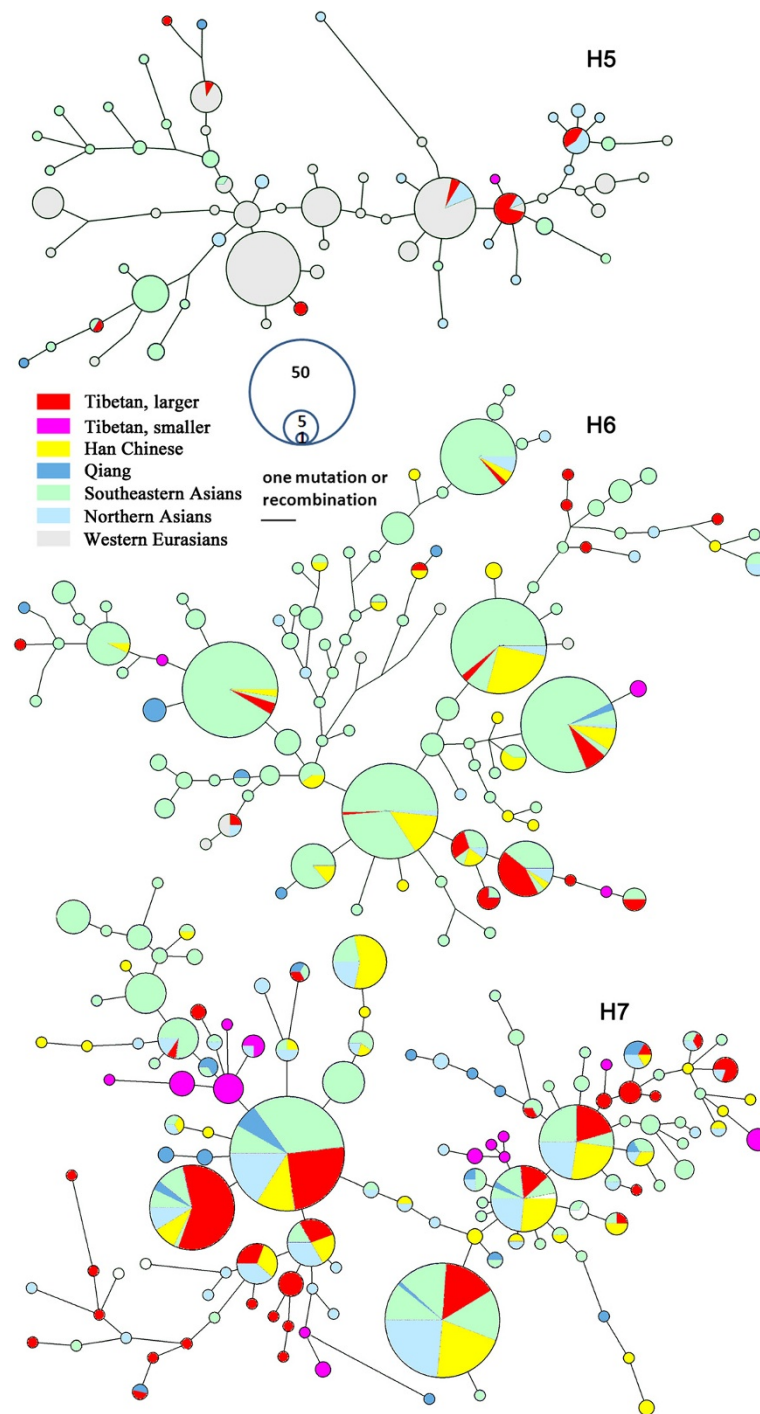 H5
50
5
1
Tibetan, larger
Tibetan, smaller
Han Chinese
Qiang
Southeastern Asians
Northern Asians
Western Eurasians
one mutation or
recombination
H6
H7